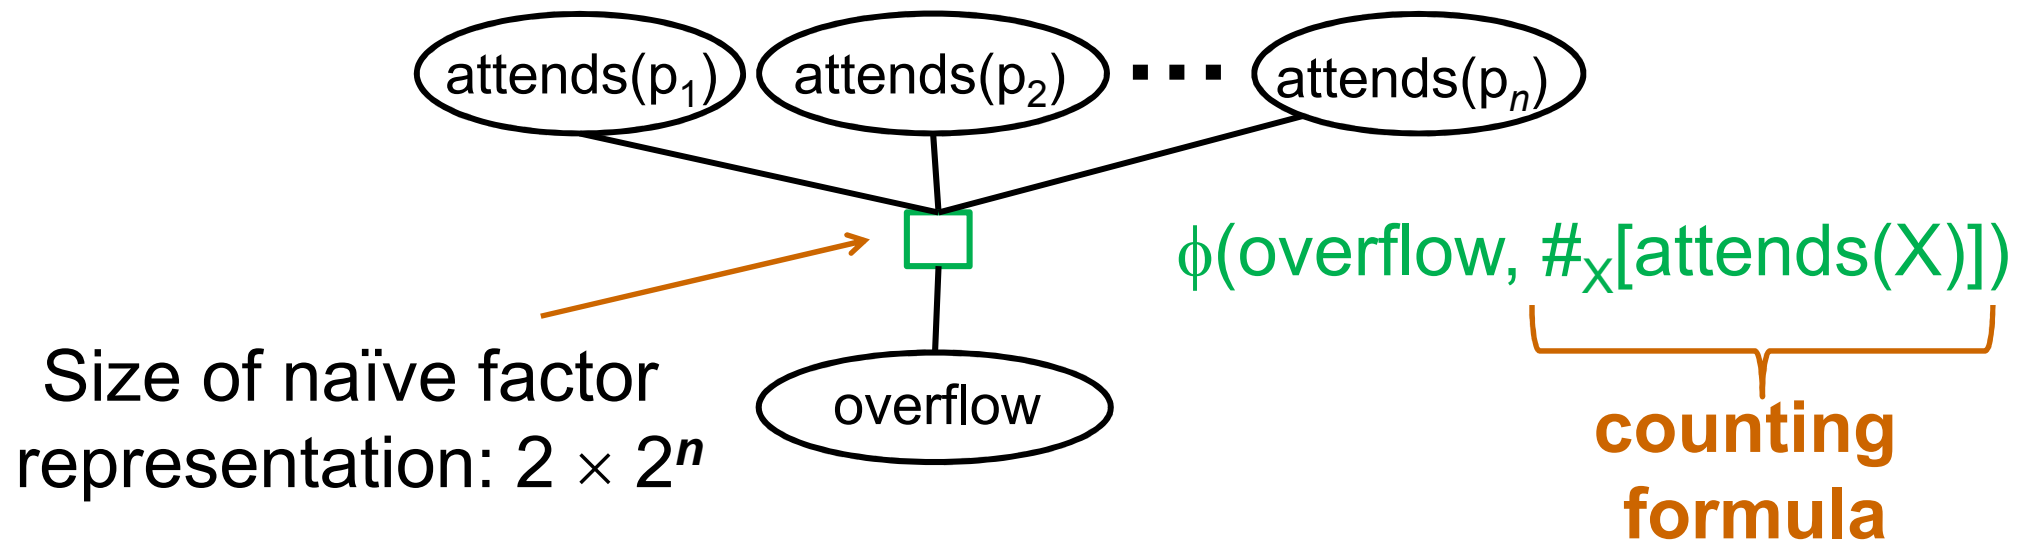 attends(p₁) attends(p₂) ▪▪▪ attends(pₙ)
ϕ(overflow, #ₓ[attends(X)])
Size of naïve factor
representation: 2 × 2ⁿ
overflow
counting
formula